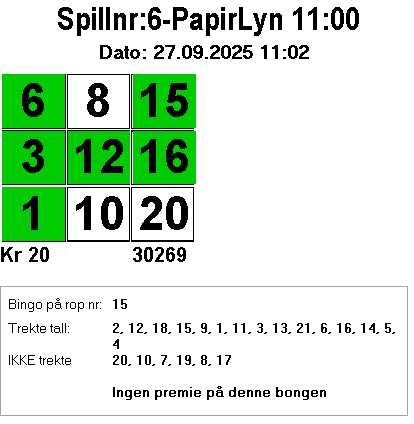 Spillnr:6-PapirLyn 11:00
Dato: 27.09.2025 11:02
6 8 15
3 12 16
1 10 20
Kr 20 30269
Bingo på rop nr: 15
Trekte tall: 2, 12, 18, 15, 9, 1, 11, 3, 13, 21, 6, 16, 14, 5,
4
IKKE trekte 20, 10, 7, 19, 8, 17
Ingen premie på denne bongen